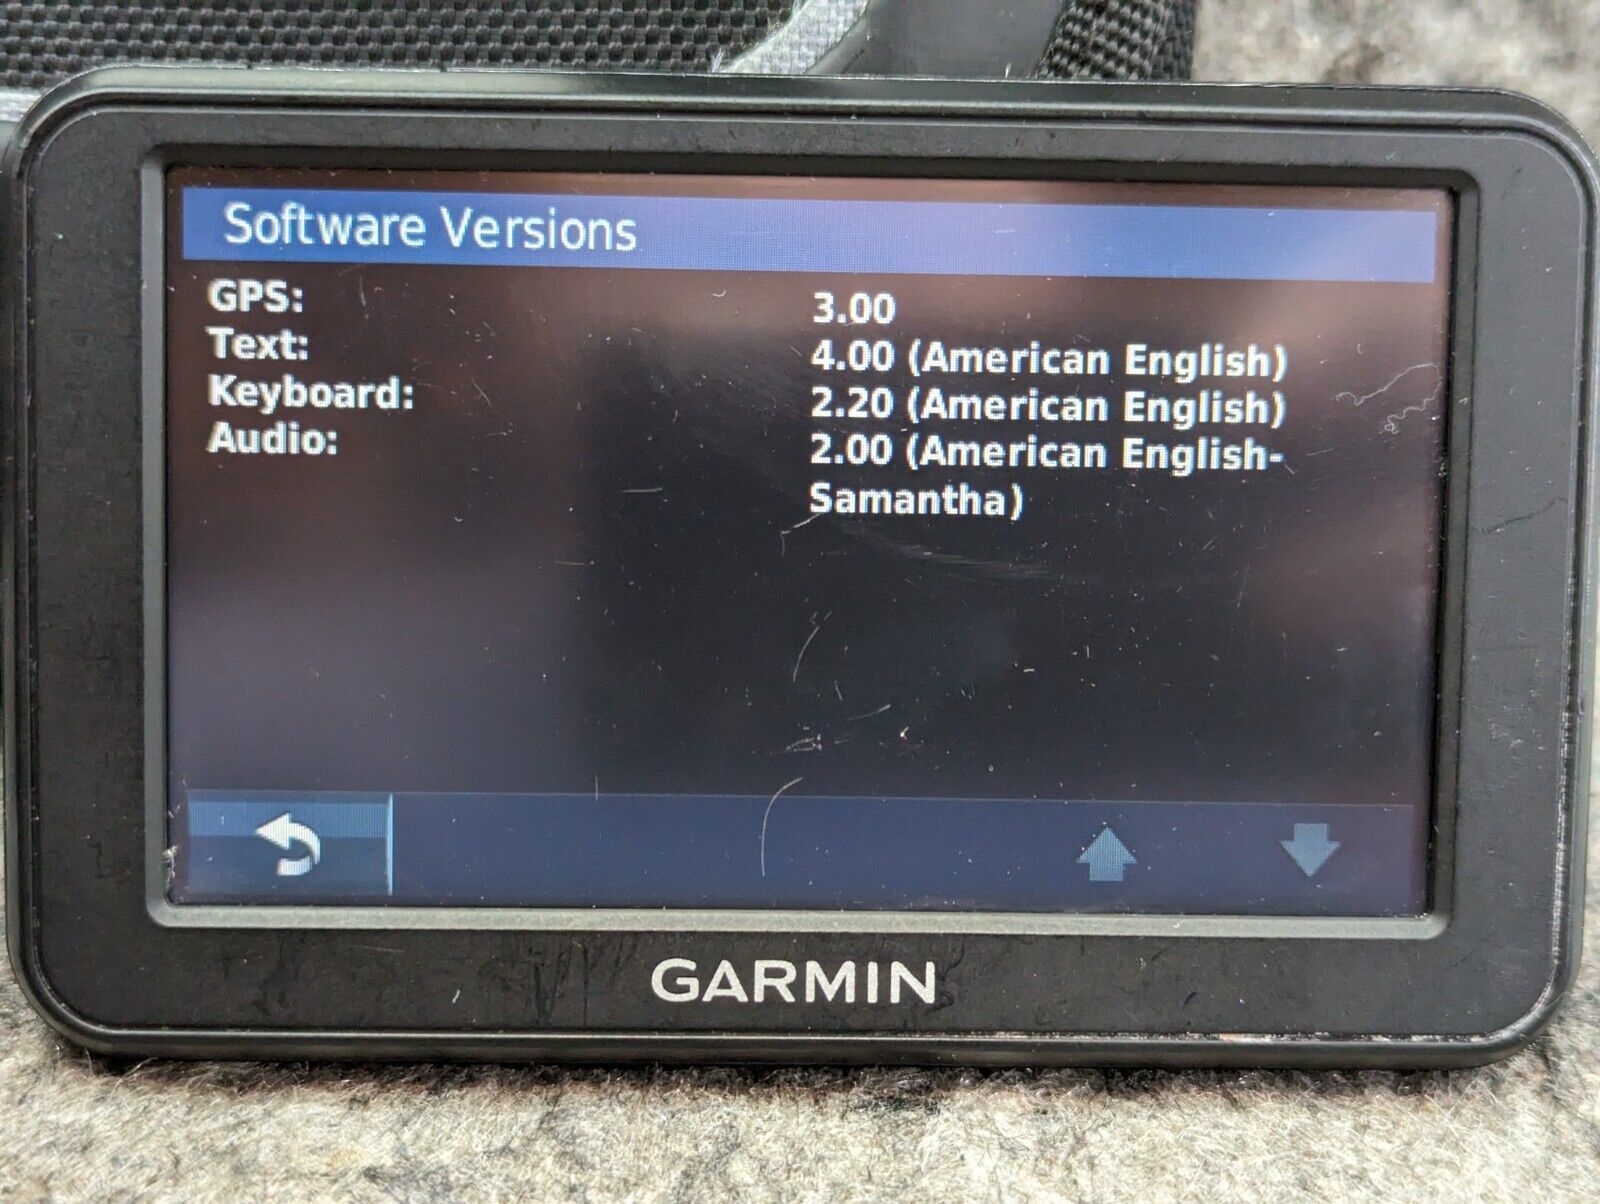 Software Versions
GPS: 3.00
Text: 4.00 (American English)
Keyboard: 2.20 (American English)
Audio: 2.00 (American English-
Samantha)
GARMIN